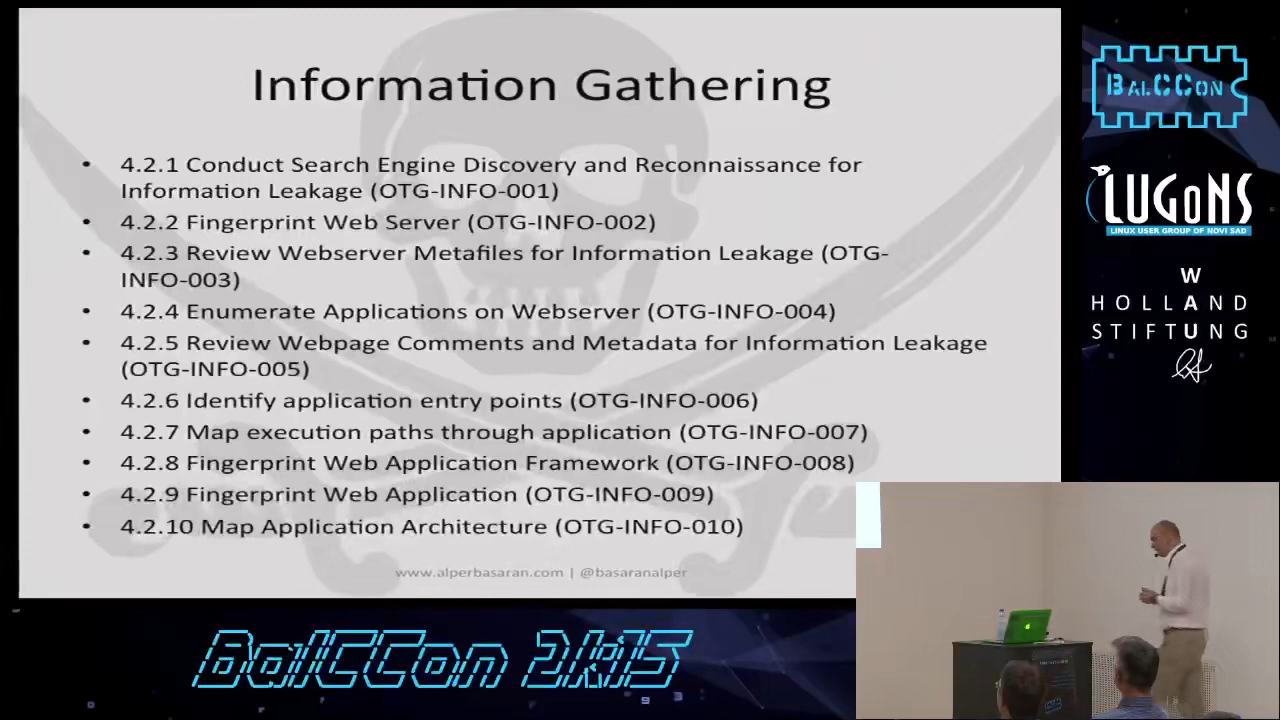 Information Gathering
• 4.2.1 Conduct Search Engine Discovery and Reconnaissance for
Information Leakage (OTG-INFO-001)
• 4.2.2 Fingerprint Web Server (OTG-INFO-002)
• 4.2.3 Review Webserver Metafiles for Information Leakage (OTG-
INFO-003)
• 4.2.4 Enumerate Applications on Webserver (OTG-INFO-004)
• 4.2.5 Review Webpage Comments and Metadata for Information Leakage
(OTG-INFO-005)
• 4.2.6 Identify application entry points (OTG-INFO-006)
• 4.2.7 Map execution paths through application (OTG-INFO-007)
• 4.2.8 Fingerprint Web Application Framework (OTG-INFO-008)
• 4.2.9 Fingerprint Web Application (OTG-INFO-009)
• 4.2.10 Map Application Architecture (OTG-INFO-010)
www.alperbasaran.com | @basaranalper
BALCCON
LUGoNS
LINUX USER GROUP OF NOVI SAD
W
HOLLAND
STIFTUNG
BalCCon 2k15